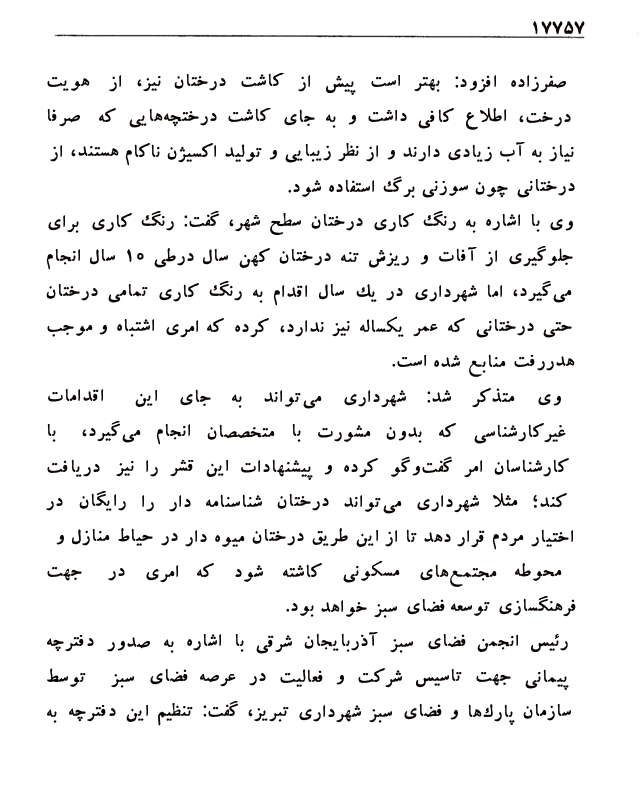 ۱۷۷۵۷
صفرزاده افزود: بهتر است پیش از کاشت درختان نیز، از هویت
درخت، اطلاع کافی داشت و به جای کاشت درختچه‌هایی که صرفا
نیاز به آب زیادی دارند و از نظر زیبایی و تولید اکسیژن ناکام هستند، از
درختانی چون سوزنی برگ استفاده شود.
وی با اشاره به رنگ کاری درختان سطح شهر، گفت: رنگ کاری برای
جلوگیری از آفات و ریزش تنه درختان کهن سال درطی ۱۰ سال انجام
می‌گیرد، اما شهرداری در یك سال اقدام به رنگ کاری تمامی درختان
حتی درختانی که عمر یکساله نیز ندارد، کرده که امری اشتباه و موجب
هدررفت منابع شده است.
وی متذکر شد: شهرداری می‌تواند به جای این اقدامات
غیرکارشناسی که بدون مشورت با متخصصان انجام می‌گیرد، با
کارشناسان امر گفت‌وگو کرده و پیشنهادات این قشر را نیز دریافت
کند؛ مثلا شهرداری می‌تواند درختان شناسنامه دار را رایگان در
اختیار مردم قرار دهد تا از این طریق درختان میوه دار در حیاط منازل و
محوطه مجتمع‌های مسکونی کاشته شود که امری در جهت
فرهنگسازی توسعه فضای سبز خواهد بود.
رئیس انجمن فضای سبز آذربایجان شرقی با اشاره به صدور دفترچه
پیمانی جهت تاسیس شرکت و فعالیت در عرصه فضای سبز توسط
سازمان پارك‌ها و فضای سبز شهرداری تبریز، گفت: تنظیم این دفترچه به